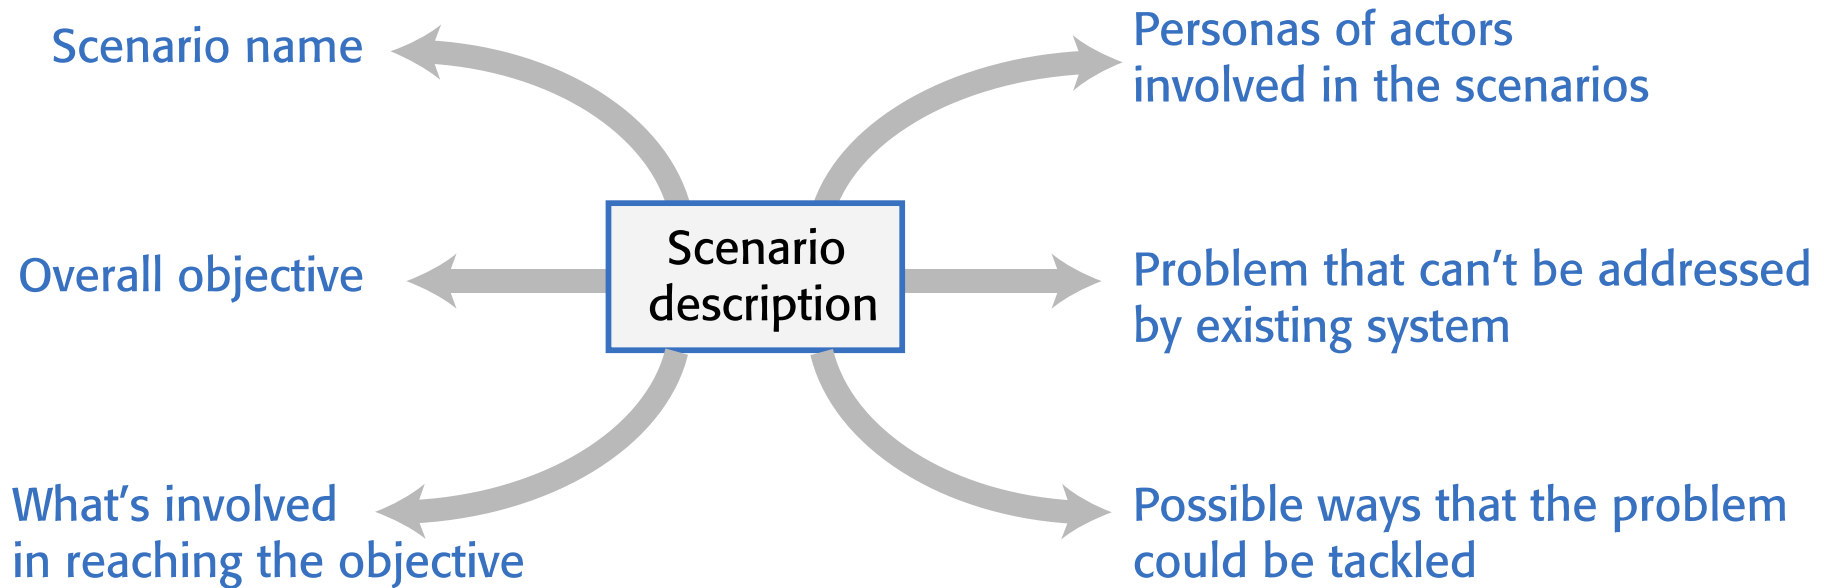 Scenario name
Personas of actors
involved in the scenarios
Scenario
description
Overall objective
Problem that can’t be addressed
by existing system
What’s involved
in reaching the objective
Possible ways that the problem
could be tackled